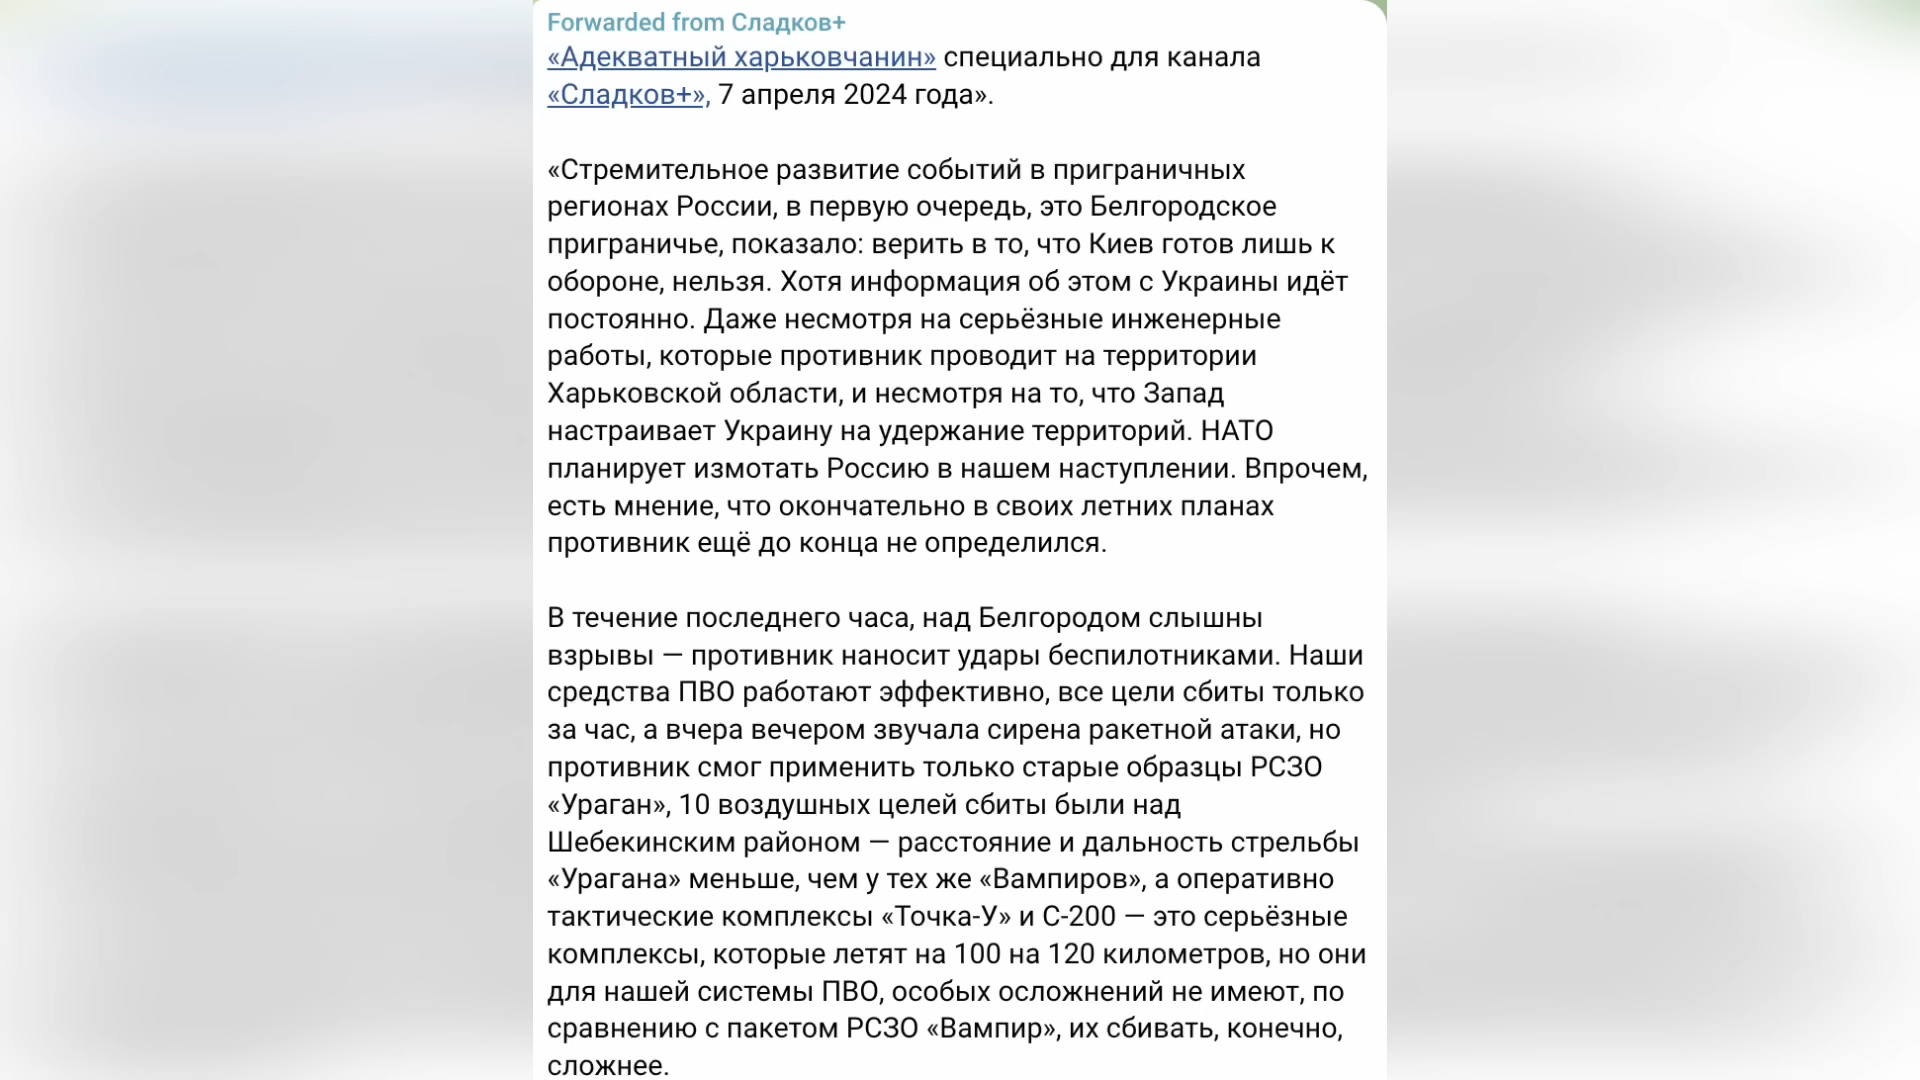 Forwarded from Сладков+
«Адекватный харьковчанин» специально для канала
«Сладков+», 7 апреля 2024 года».
«Стремительное развитие событий в приграничных
регионах России, в первую очередь, это Белгородское
приграничье, показало: верить в то, что Киев готов лишь к
обороне, нельзя. Хотя информация об этом с Украины идёт
постоянно. Даже несмотря на серьёзные инженерные
работы, которые противник проводит на территории
Харьковской области, и несмотря на то, что Запад
настраивает Украину на удержание территорий. НАТО
планирует измотать Россию в нашем наступлении. Впрочем,
есть мнение, что окончательно в своих летних планах
противник ещё до конца не определился.
В течение последнего часа, над Белгородом слышны
взрывы — противник наносит удары беспилотниками. Наши
средства ПВО работают эффективно, все цели сбиты только
за час, а вчера вечером звучала сирена ракетной атаки, но
противник смог применить только старые образцы РСЗО
«Ураган», 10 воздушных целей сбиты были над
Шебекинским районом — расстояние и дальность стрельбы
«Урагана» меньше, чем у тех же «Вампиров», а оперативно
тактические комплексы «Точка-У» и С-200 — это серьёзные
комплексы, которые летят на 100 на 120 километров, но они
для нашей системы ПВО, особых осложнений не имеют, по
сравнению с пакетом РСЗО «Вампир», их сбивать, конечно,
сложнее.